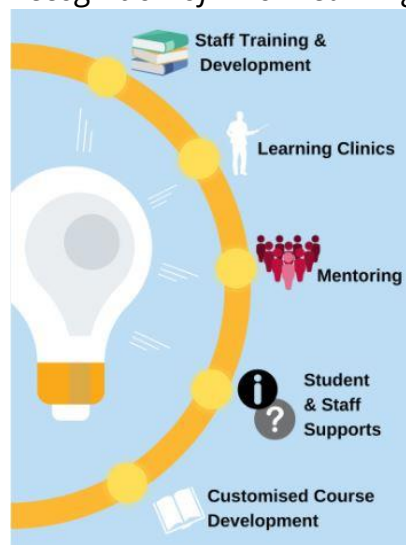 Staff Training &
Development
Learning Clinics
Mentoring
i
?
Student
& Staff
Supports
Customised Course
Development